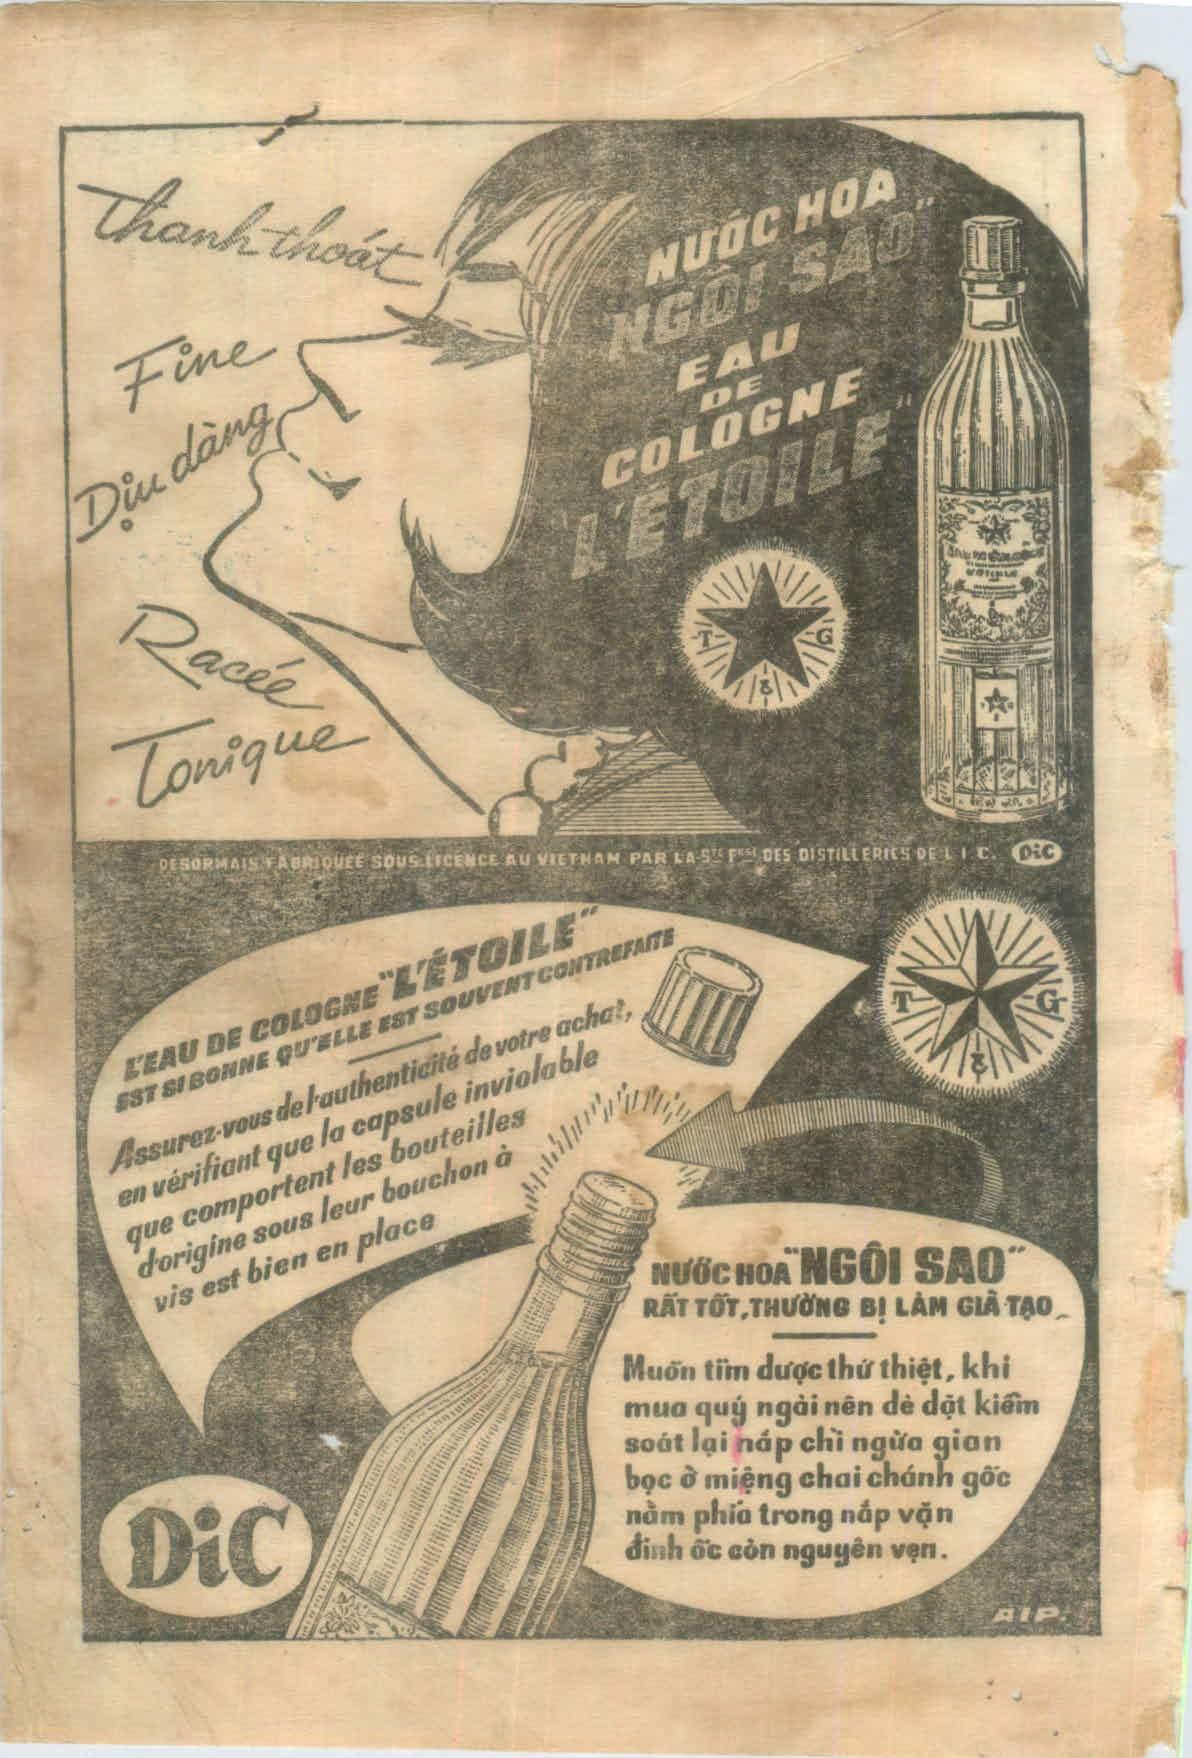 Thanh thoát
Fine
Dịu dàng
Racée
Tonique
NƯỚC HOA
"NGÔI SAO"
EAU
DE
COLOGNE
"L'ÉTOILE"
T G
&
EAU DE COLOGNE
L'ÉTOILE
DESORMAIS FABRIQUÉE SOUS LICENCE AU VIETNAM PAR LA STÉ FSE DES DISTILLERIES DE L I C. DiC
L'EAU DE COLOGNE "L'ÉTOILE"
EST SI BONNE QU'ELLE EST SOUVENT CONTREFAITE
Assurez-vous de l'authenticité de votre achat,
en vérifiant que la capsule inviolable
que comportent les bouteilles
d'origine sous leur bouchon à
vis est bien en place
T G
&
NƯỚC HOA "NGÔI SAO"
RẤT TỐT, THƯỜNG BỊ LÀM GIẢ TẠO
Muốn tìm được thứ thiệt, khi
mua quý ngài nên dè dặt kiểm
soát lại nắp chì ngừa gian
bọc ở miệng chai chánh gốc
nằm phía trong nắp vặn
đinh ốc còn nguyên vẹn.
DiC
AIP.